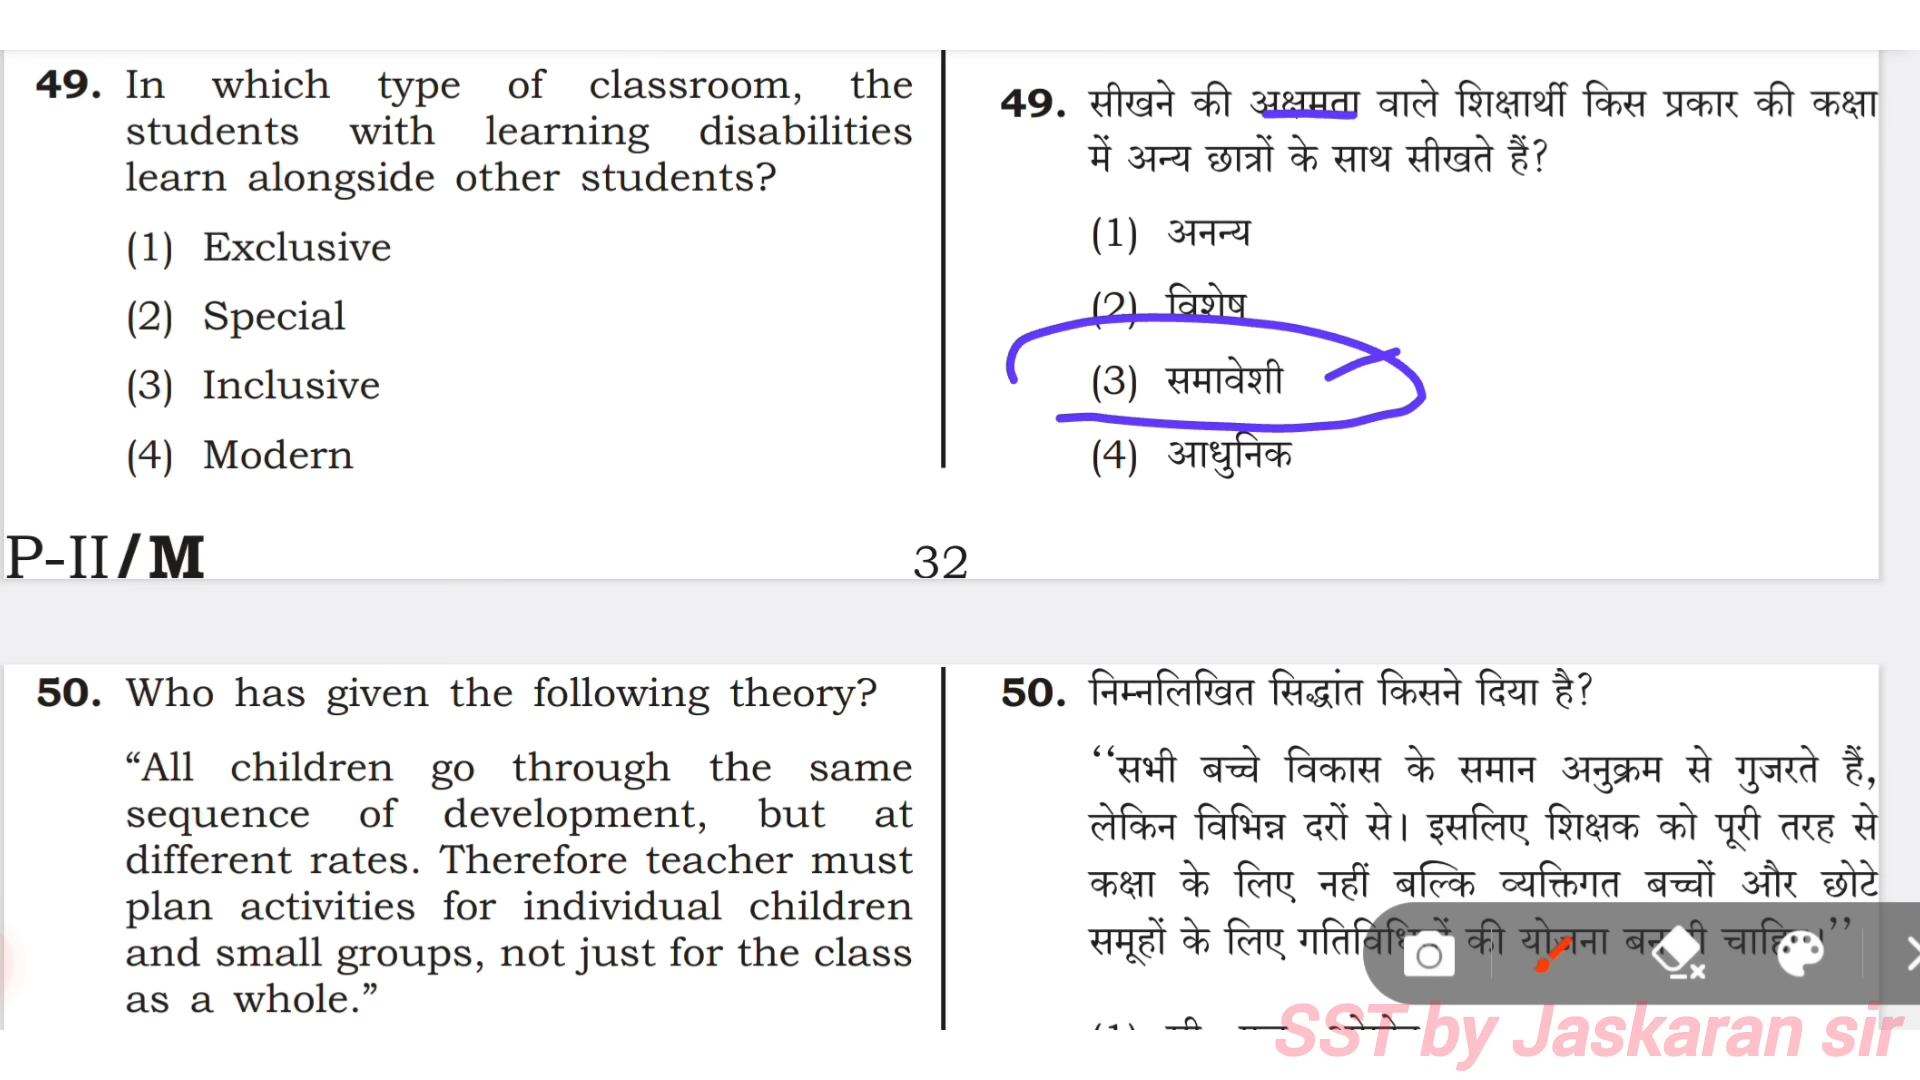 49. In which type of classroom, the
students with learning disabilities
learn alongside other students?
(1) Exclusive
(2) Special
(3) Inclusive
(4) Modern
49. सीखने की अक्षमता वाले शिक्षार्थी किस प्रकार की कक्षा
में अन्य छात्रों के साथ सीखते हैं?
(1) अनन्य
(2) विशेष
(3) समावेशी
(4) आधुनिक
P-II/M
32
50. Who has given the following theory?
“All children go through the same
sequence of development, but at
different rates. Therefore teacher must
plan activities for individual children
and small groups, not just for the class
as a whole.”
50. निम्नलिखित सिद्धांत किसने दिया है?
‘‘सभी बच्चे विकास के समान अनुक्रम से गुजरते हैं,
लेकिन विभिन्न दरों से। इसलिए शिक्षक को पूरी तरह से
कक्षा के लिए नहीं बल्कि व्यक्तिगत बच्चों और छोटे
समूहों के लिए की योजना ’’
SST by Jaskaran sir